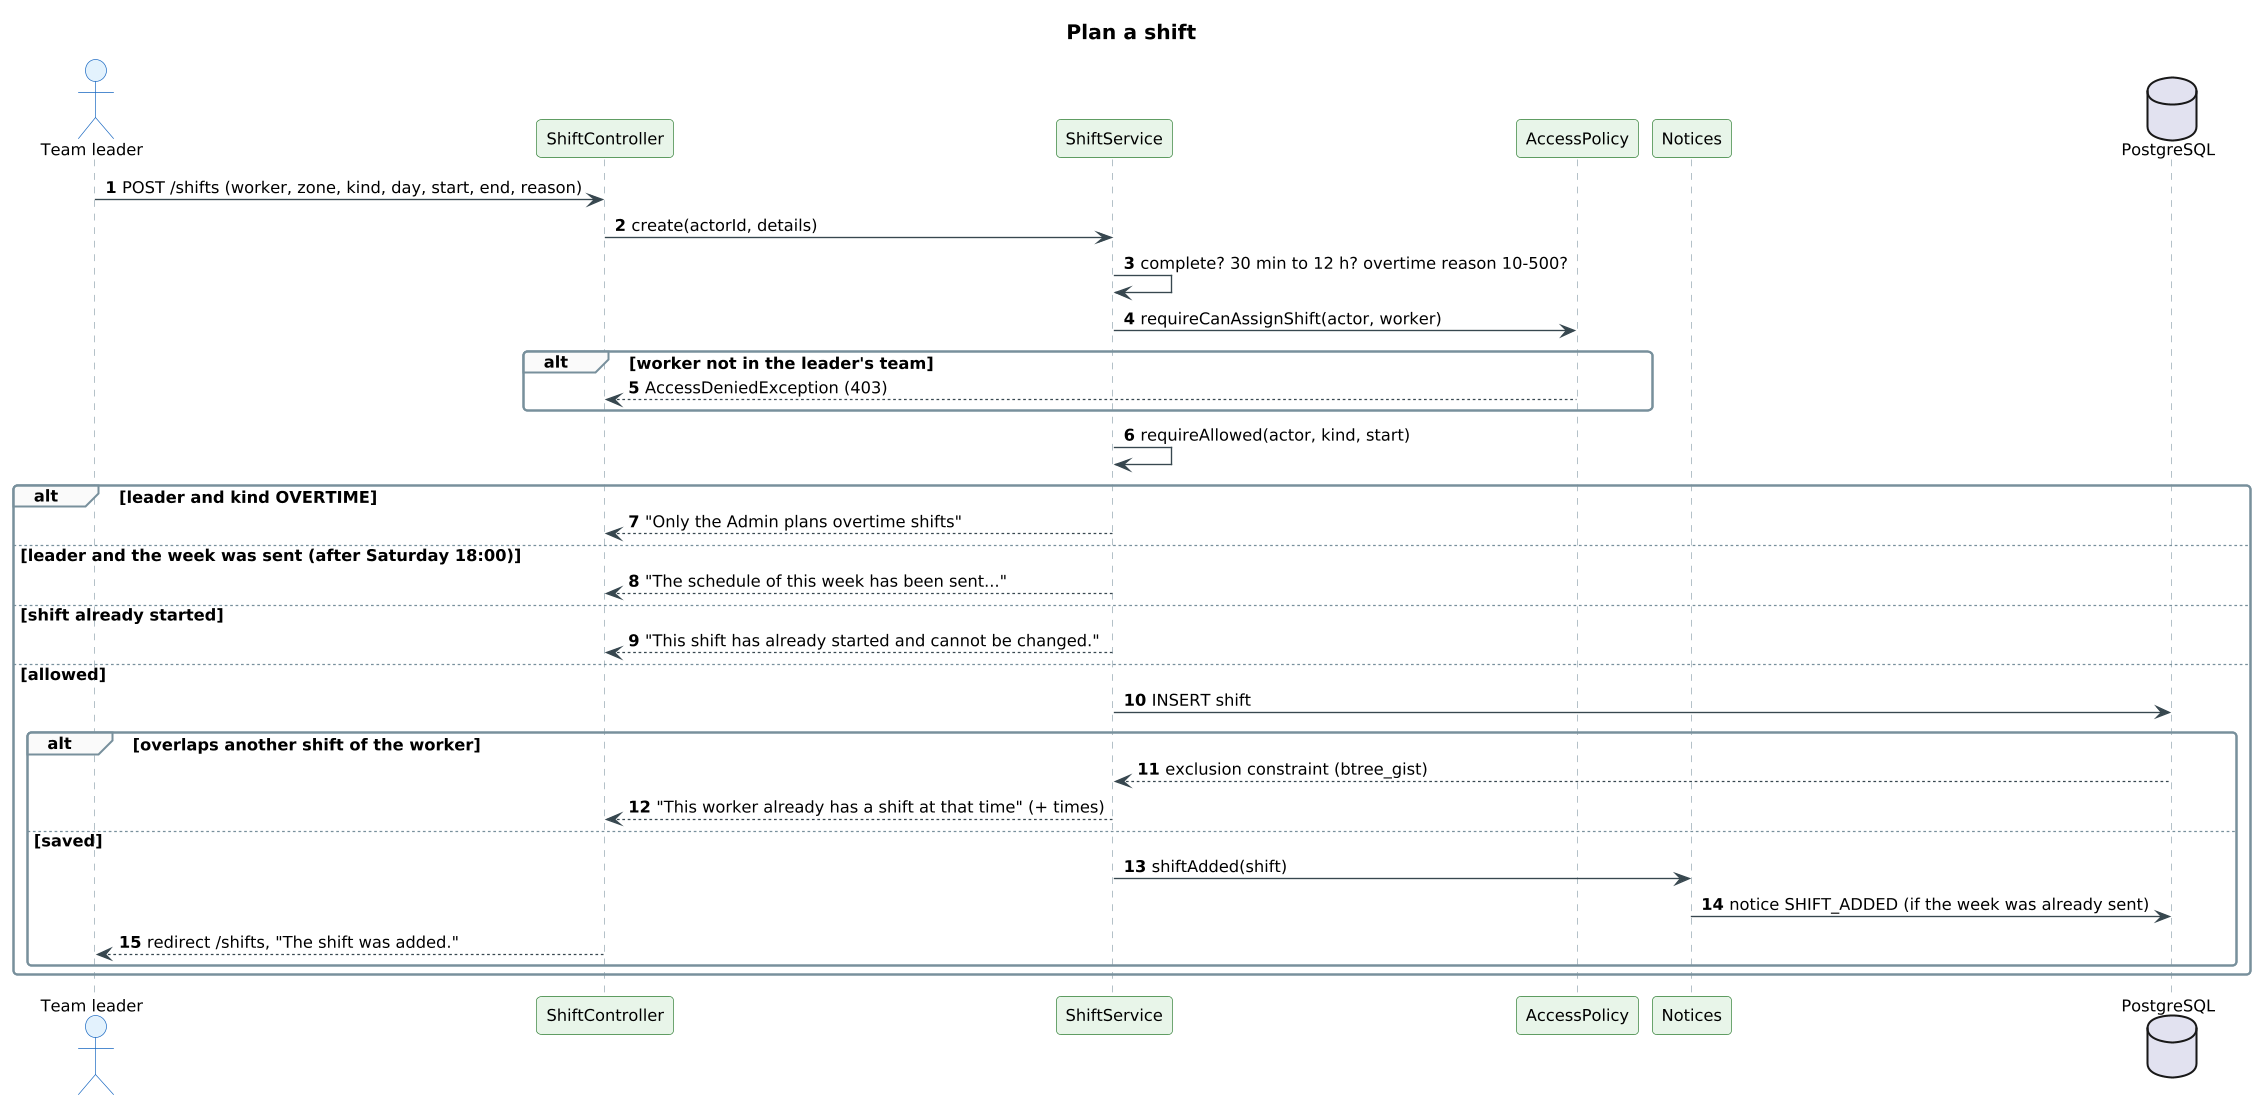 Plan a shift
Team leader
ShiftController
ShiftService
AccessPolicy
Notices
PostgreSQL
1 POST /shifts (worker, zone, kind, day, start, end, reason)
2 create(actorId, details)
3 complete? 30 min to 12 h? overtime reason 10-500?
4 requireCanAssignShift(actor, worker)
alt [worker not in the leader's team]
5 AccessDeniedException (403)
6 requireAllowed(actor, kind, start)
alt [leader and kind OVERTIME]
7 "Only the Admin plans overtime shifts"
[leader and the week was sent (after Saturday 18:00)]
8 "The schedule of this week has been sent..."
[shift already started]
9 "This shift has already started and cannot be changed."
[allowed]
10 INSERT shift
alt [overlaps another shift of the worker]
11 exclusion constraint (btree_gist)
12 "This worker already has a shift at that time" (+ times)
[saved]
13 shiftAdded(shift)
14 notice SHIFT_ADDED (if the week was already sent)
15 redirect /shifts, "The shift was added."
Team leader
ShiftController
ShiftService
AccessPolicy
Notices
PostgreSQL